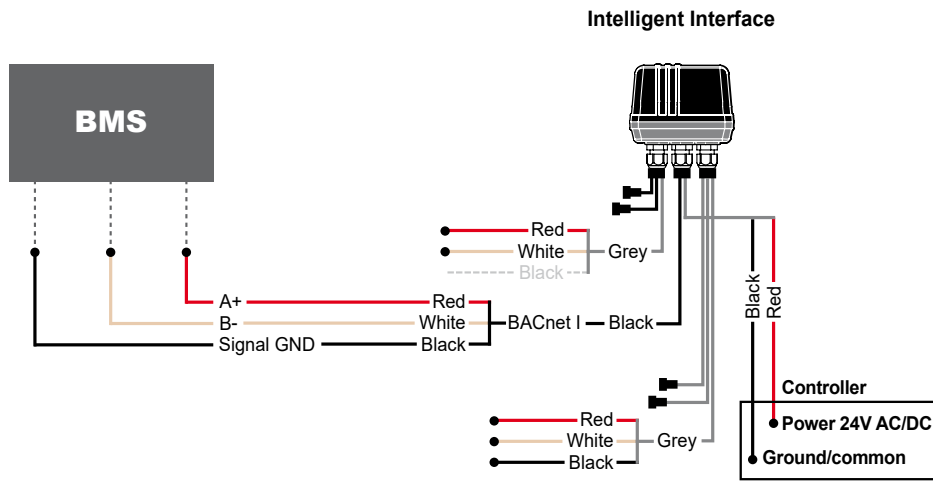 Intelligent Interface
BMS
Red
White
Grey
Black
A+
Red
B-
White
BACnet I
Black
Signal GND
Black
Black
Red
Controller
Power 24V AC/DC
Ground/common
Red
White
Grey
Black